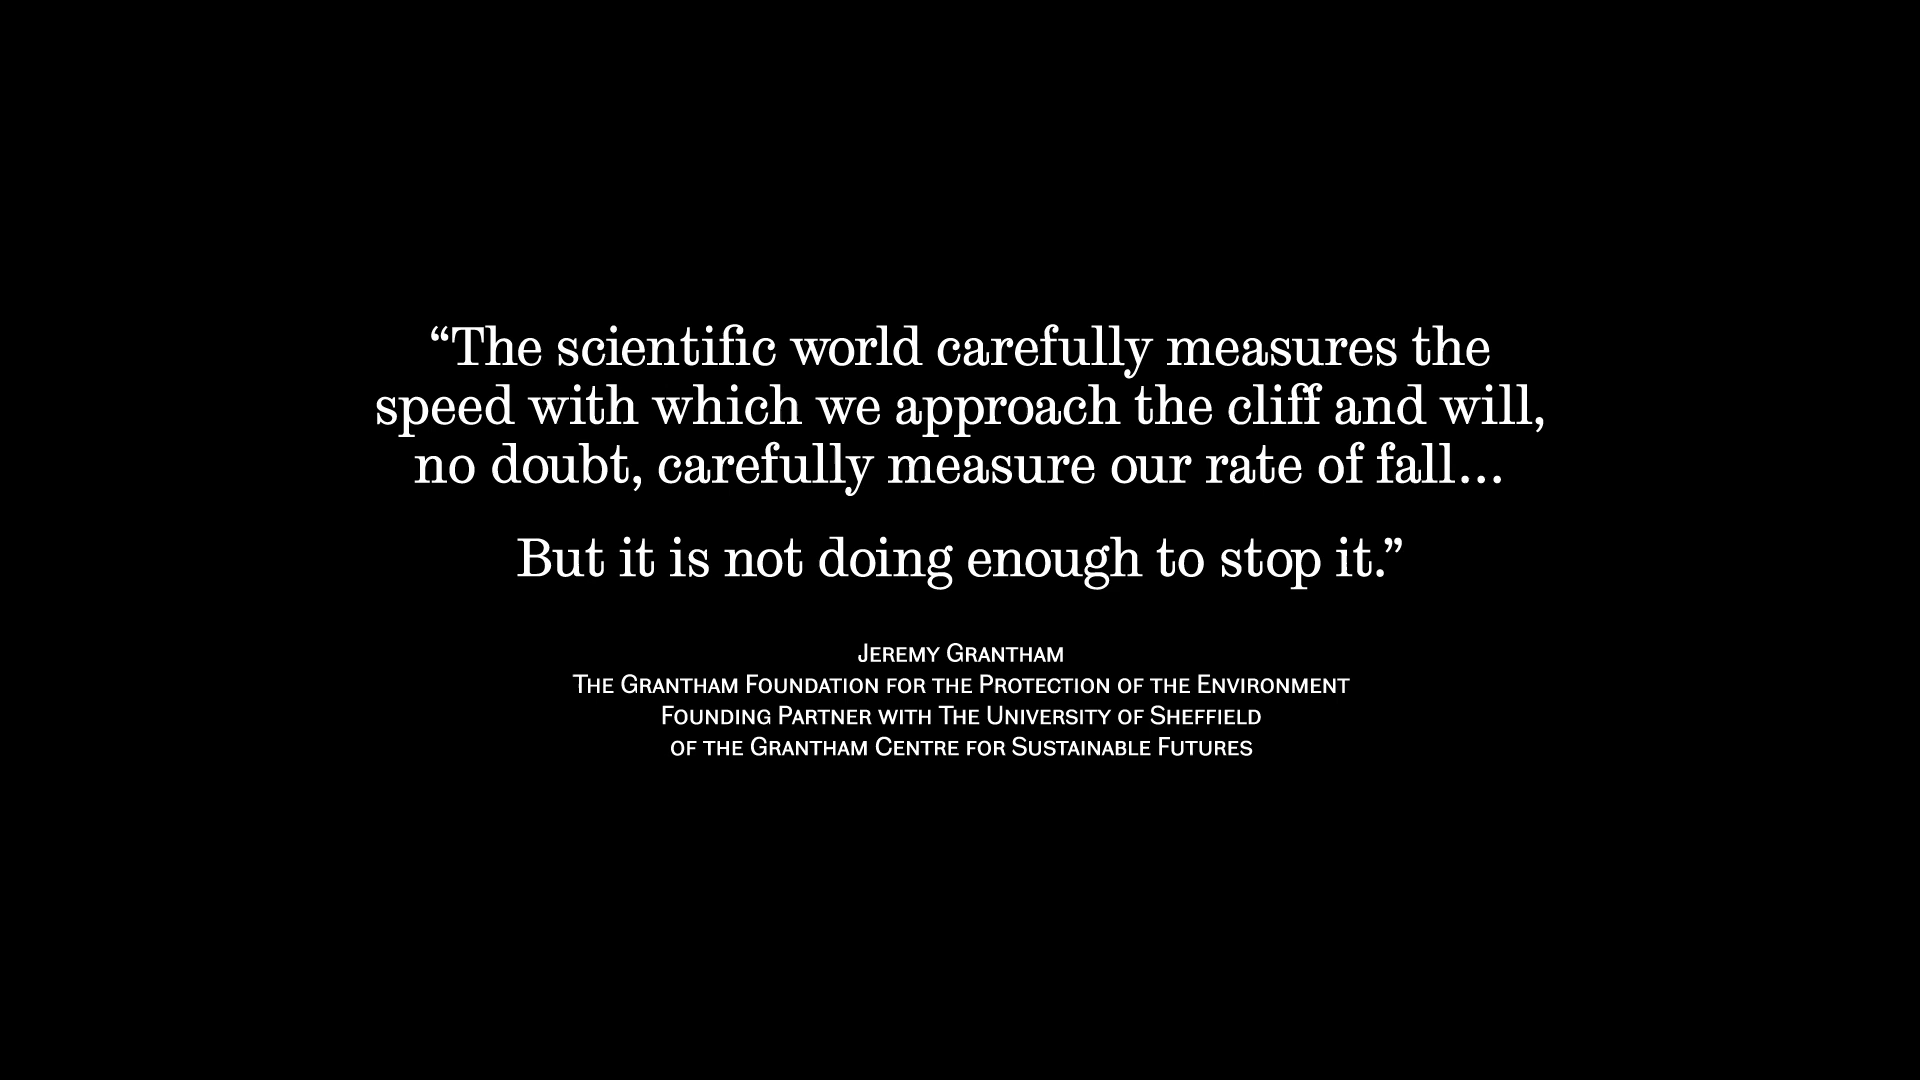 “The scientific world carefully measures the
speed with which we approach the cliff and will,
no doubt, carefully measure our rate of fall...
But it is not doing enough to stop it.”
Jeremy Grantham
The Grantham Foundation for the Protection of the Environment
Founding Partner with The University of Sheffield
of the Grantham Centre for Sustainable Futures